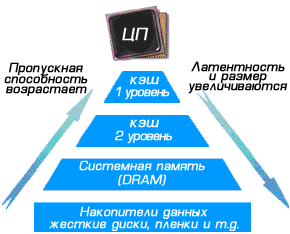 ЦП
Пропускная
способность
возрастает
Латентность
и размер
увеличиваются
кэш
1 уровень
кэш
2 уровень
Системная память
(DRAM)
Накопители данных
жесткие диски, пленки и т.д.